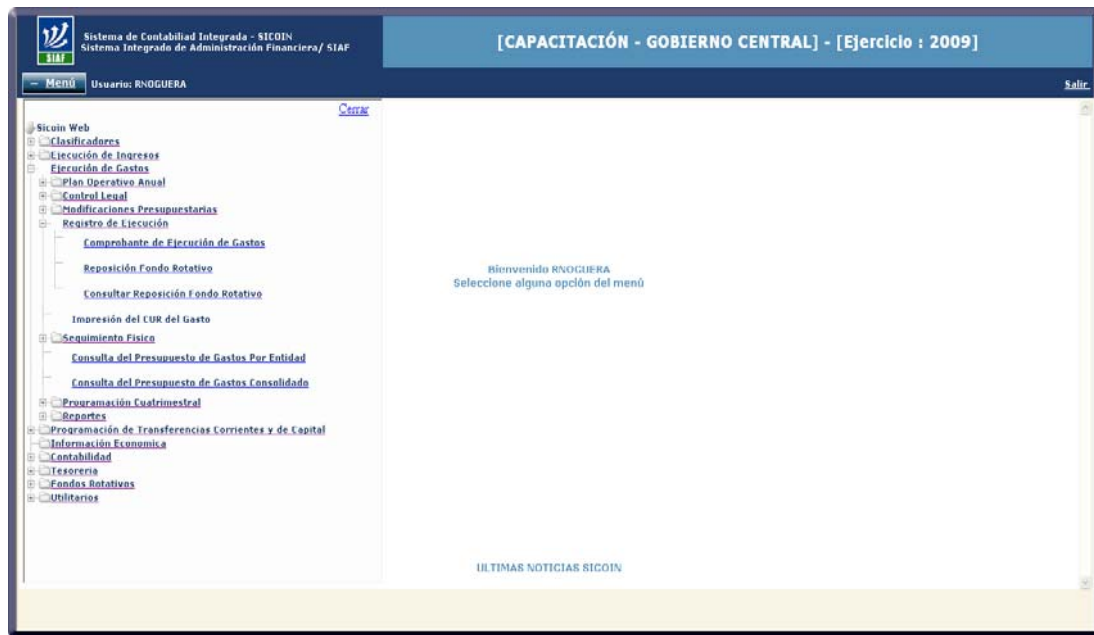 Sistema de Contabiliad Integrada - SICOIN
Sistema Integrado de Administración Financiera/ SIAF
SIAF
[CAPACITACIÓN - GOBIERNO CENTRAL] - [Ejercicio : 2009]
Menú Usuario: RNOGUERA
Salir
Cerrar
Sicoin Web
Clasificadores
Ejecución de Ingresos
Ejecución de Gastos
Plan Operativo Anual
Control Legal
Modificaciones Presupuestarias
Registro de Ejecución
Comprobante de Ejecución de Gastos
Reposición Fondo Rotativo
Consultar Reposición Fondo Rotativo
Impresión del CUR del Gasto
Seguimiento Físico
Consulta del Presupuesto de Gastos Por Entidad
Consulta del Presupuesto de Gastos Consolidado
Programación Cuatrimestral
Reportes
Programación de Transferencias Corrientes y de Capital
Información Economica
Contabilidad
Tesoreria
Fondos Rotativos
Utilitarios
Bienvenido RNOGUERA
Seleccione alguna opción del menú
ULTIMAS NOTICIAS SICOIN